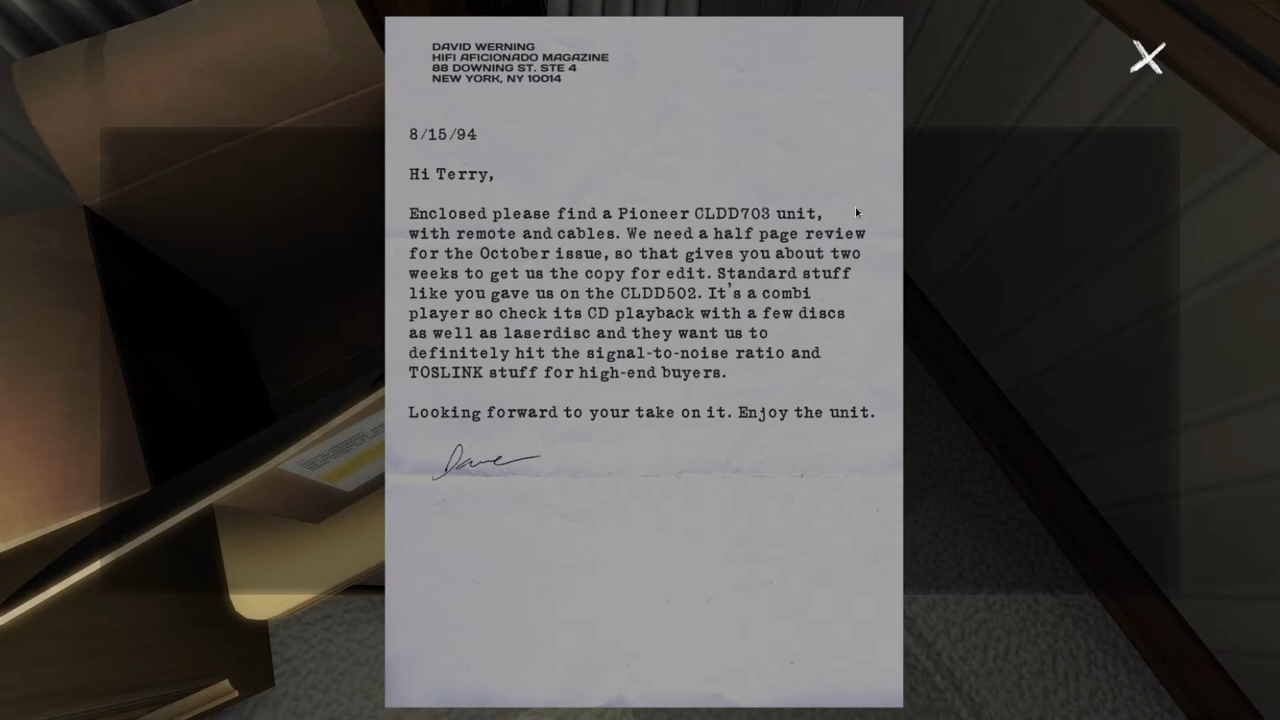 DAVID WERNING
HIFI AFICIONADO MAGAZINE
88 DOWNING ST. STE 4
NEW YORK, NY 10014
8/15/94
Hi Terry,
Enclosed please find a Pioneer CLDD703 unit,
with remote and cables. We need a half page review
for the October issue, so that gives you about two
weeks to get us the copy for edit. Standard stuff
like you gave us on the CLDD502. It's a combi
player so check its CD playback with a few discs
as well as laserdisc and they want us to
definitely hit the signal-to-noise ratio and
TOSLINK stuff for high-end buyers.
Looking forward to your take on it. Enjoy the unit.
Dave